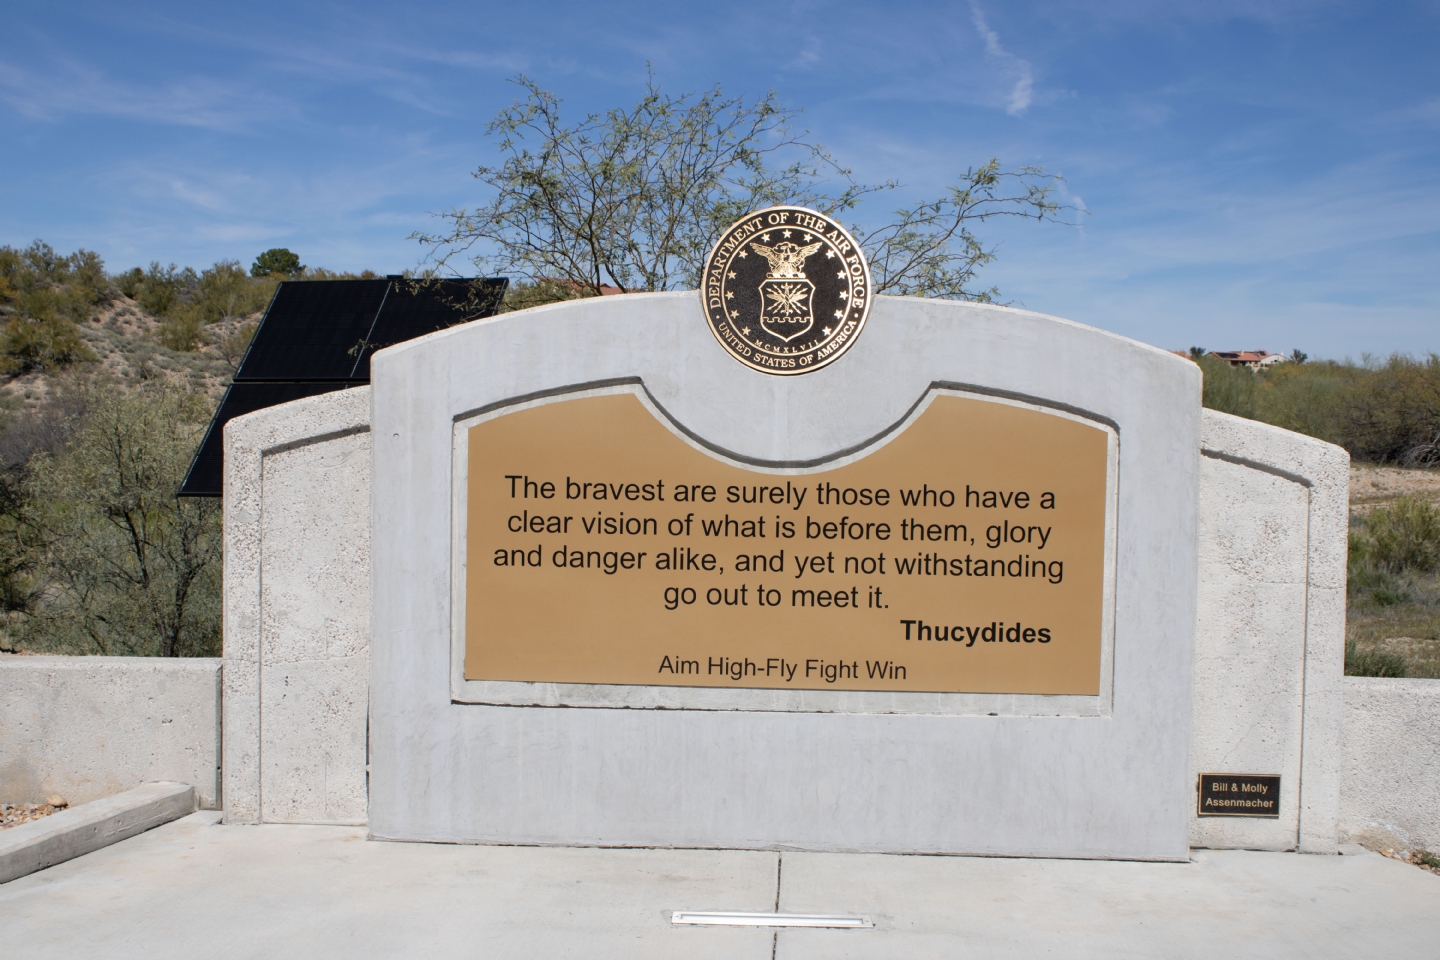 DEPARTMENT OF THE AIR FORCE
MCMXLVII
UNITED STATES OF AMERICA
The bravest are surely those who have a
clear vision of what is before them, glory
and danger alike, and yet not withstanding
go out to meet it.
Thucydides
Aim High-Fly Fight Win
Bill & Molly
Assenmacher